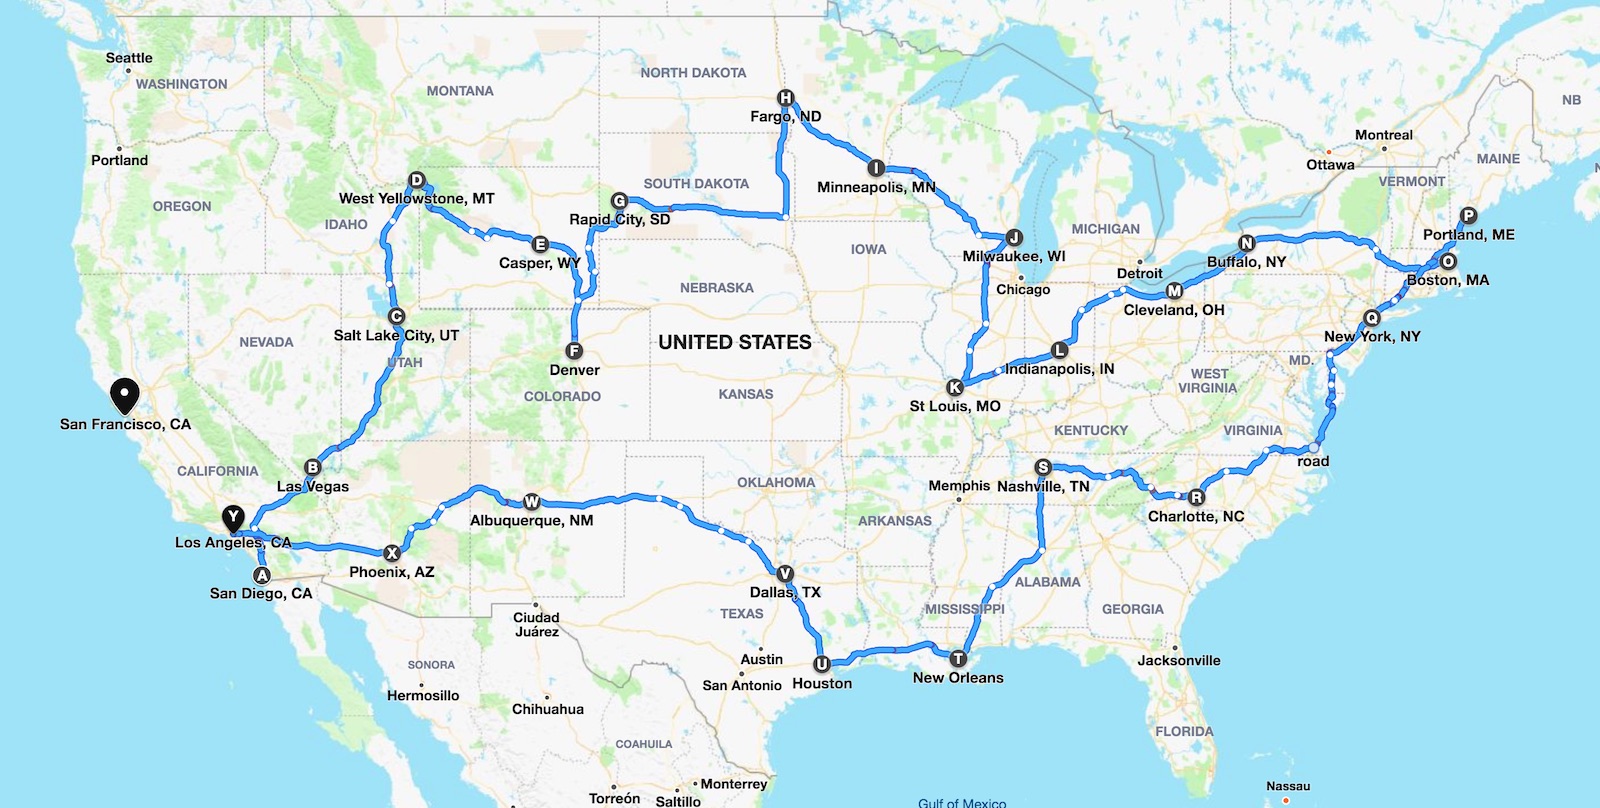 Seattle
WASHINGTON
MONTANA
NORTH DAKOTA
H
Fargo, ND
NB
Montreal
Ottawa
MAINE
Portland
VERMONT
I
Minneapolis, MN
D
West Yellowstone, MT
SOUTH DAKOTA
G
Rapid City, SD
OREGON
IDAHO
P
Portland, ME
MICHIGAN
J
Milwaukee, WI
N
Buffalo, NY
E
Casper, WY
IOWA
O
Boston, MA
Detroit
Chicago
NEBRASKA
M
Cleveland, OH
C
Salt Lake City, UT
Q
New York, NY
NEVADA
UNITED STATES
UTAH
F
Denver
L
Indianapolis, IN
MD.
WEST
VIRGINIA
COLORADO
KANSAS
K
St Louis, MO
San Francisco, CA
KENTUCKY
VIRGINIA
road
CALIFORNIA
B
Las Vegas
S
Nashville, TN
Memphis
OKLAHOMA
R
Charlotte, NC
W
Albuquerque, NM
ARKANSAS
Y
Los Angeles, CA
X
Phoenix, AZ
A
San Diego, CA
V
Dallas, TX
TEXAS
ALABAMA
MISSISSIPPI
GEORGIA
Ciudad
Juárez
SONORA
Hermosillo
Chihuahua
Austin
San Antonio
U
Houston
T
New Orleans
Jacksonville
FLORIDA
COAHUILA
Monterrey
Torreón
Saltillo
Nassau
Gulf of Mexico